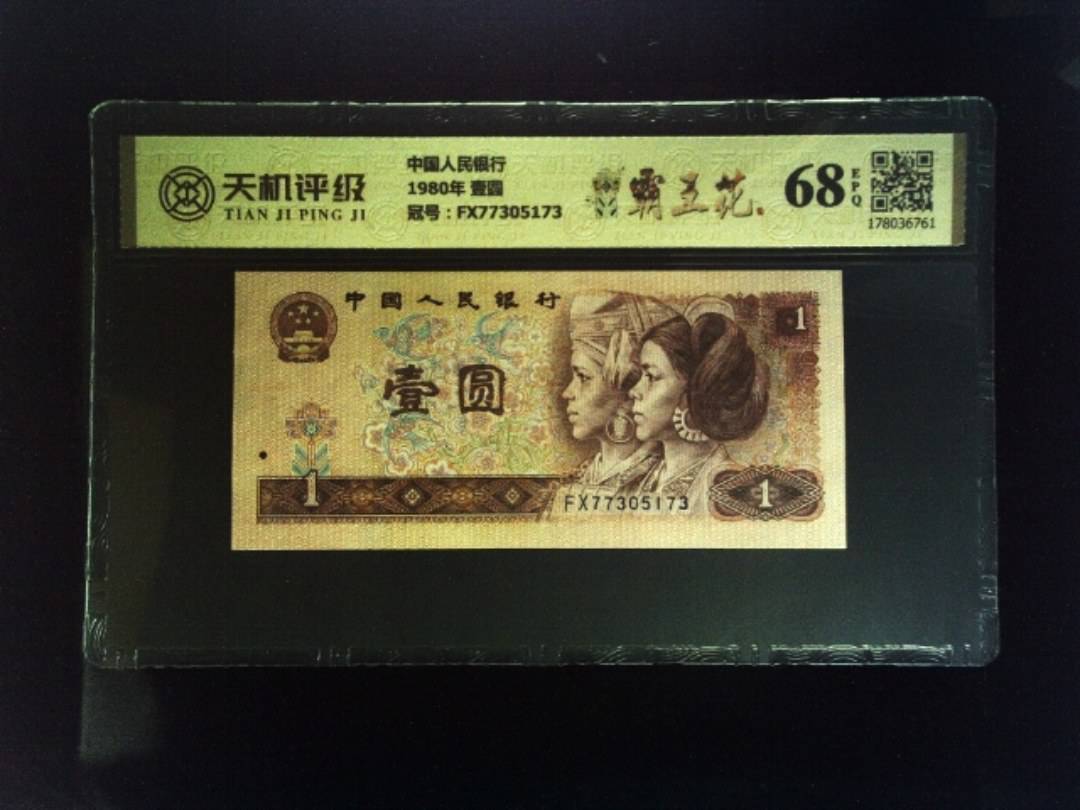 天机评级
TIAN JI PING JI
中国人民银行
1980年 壹圆
冠号：FX77305173
霸王花
68
EPQ
178036761
中国人民银行
1
壹圆
1
FX77305173
1